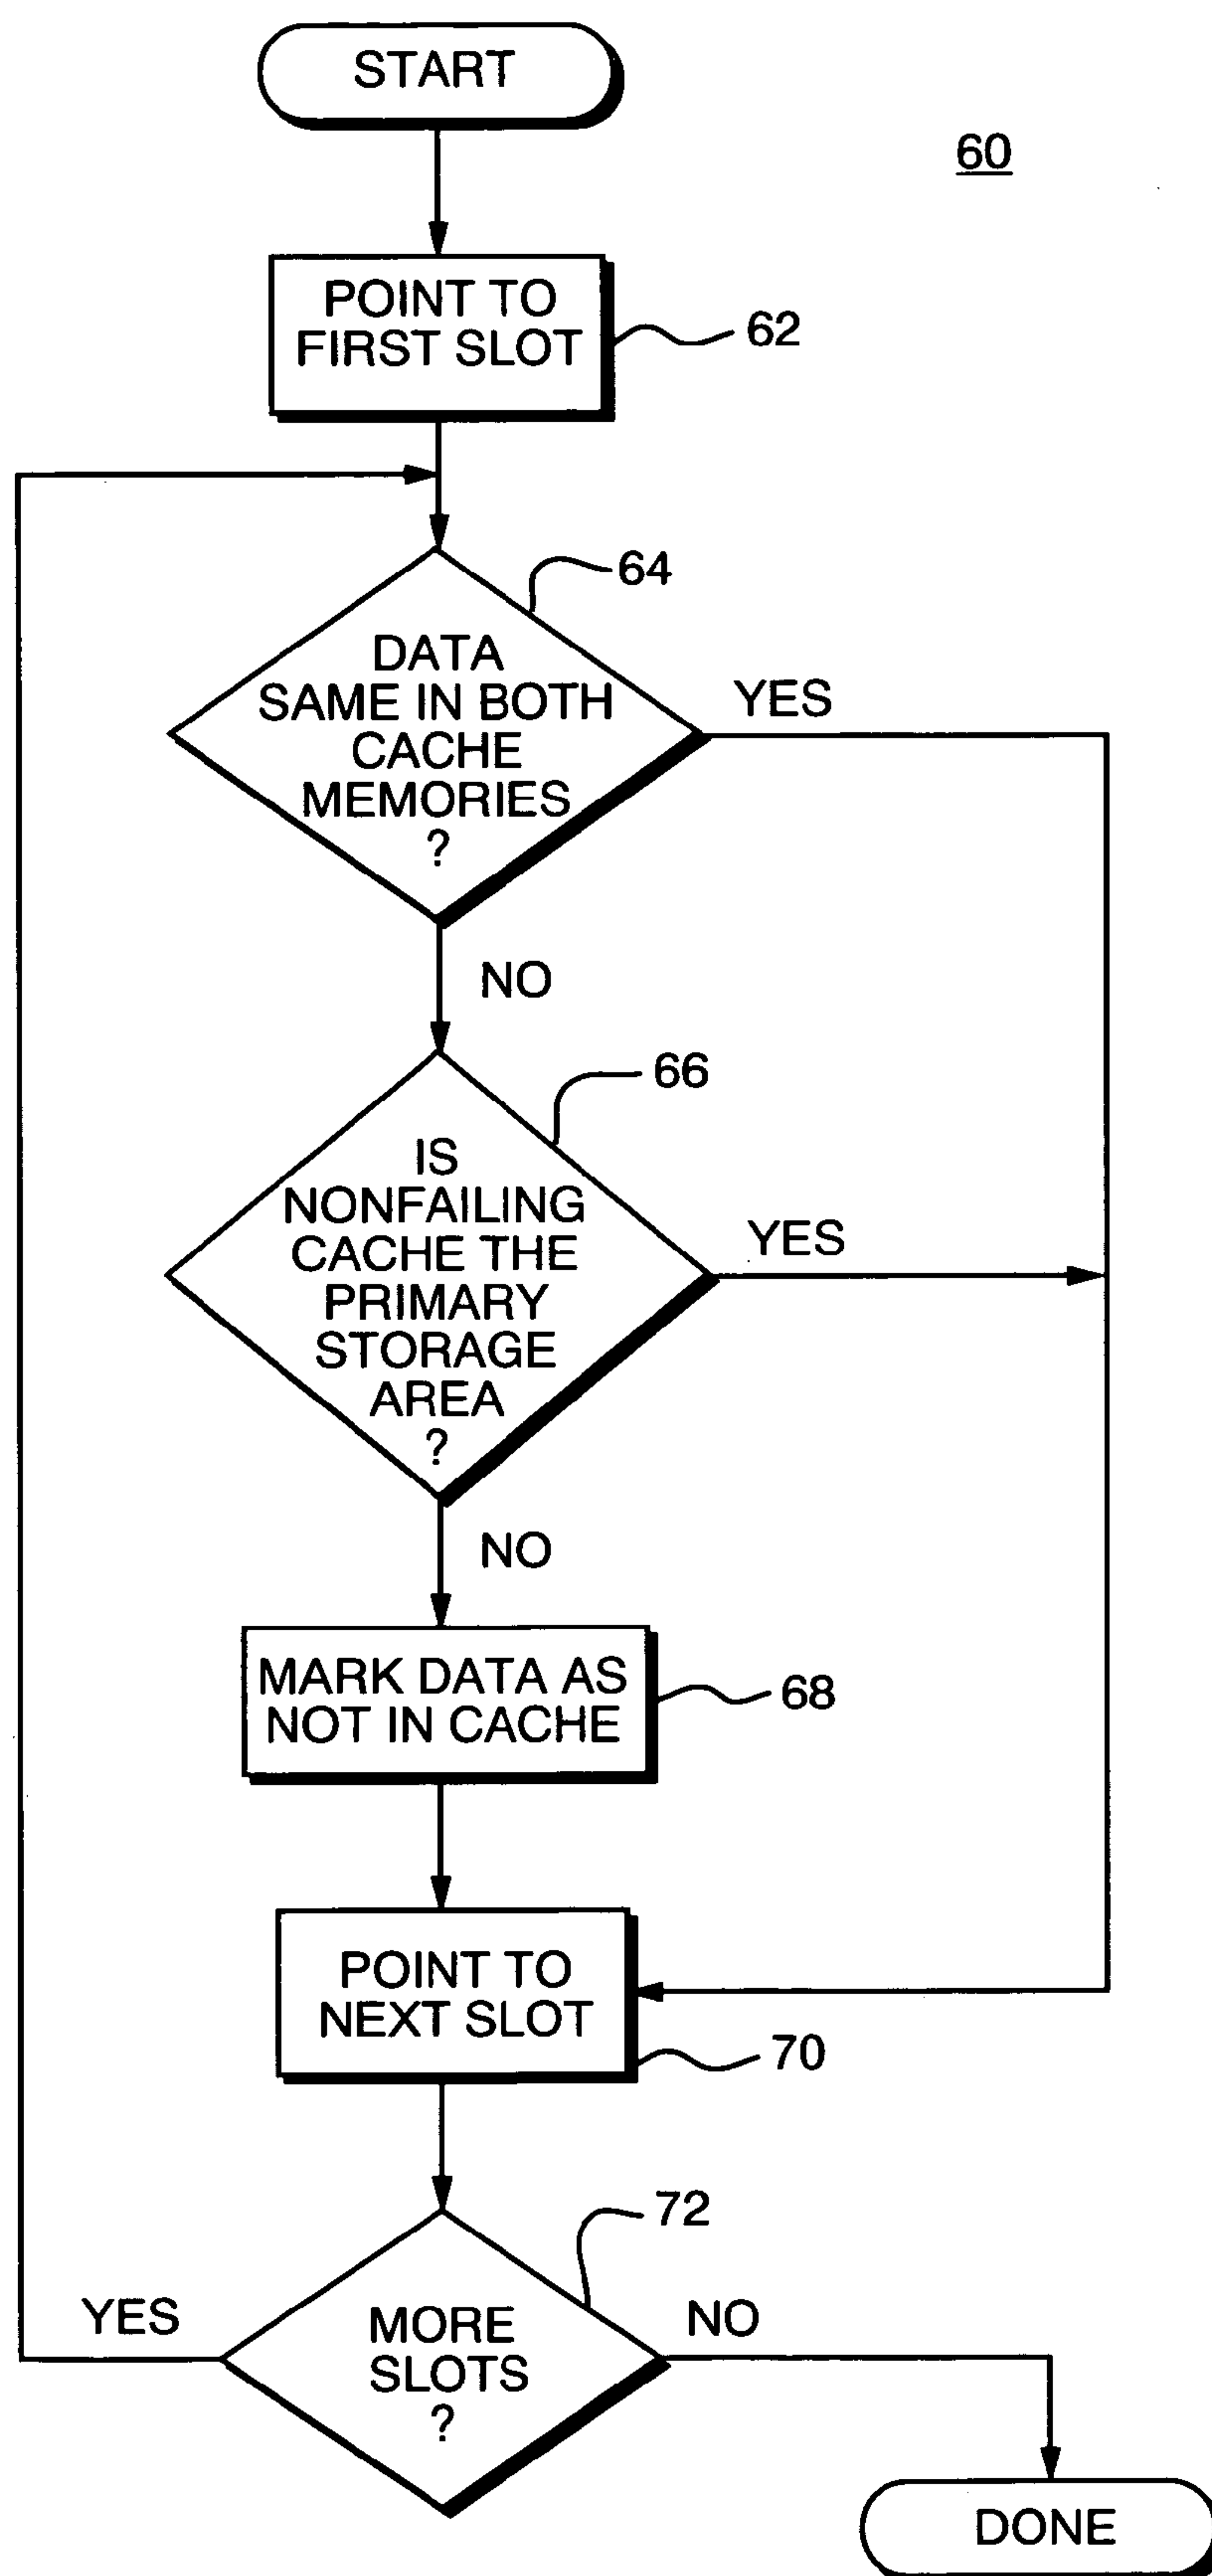 START
60
POINT TO
FIRST SLOT
62
64
DATA
SAME IN BOTH
CACHE
MEMORIES
?
YES
NO
66
IS
NONFAILING
CACHE THE
PRIMARY
STORAGE
AREA
?
YES
NO
MARK DATA AS
NOT IN CACHE
68
POINT TO
NEXT SLOT
70
72
YES
MORE
SLOTS
?
NO
DONE